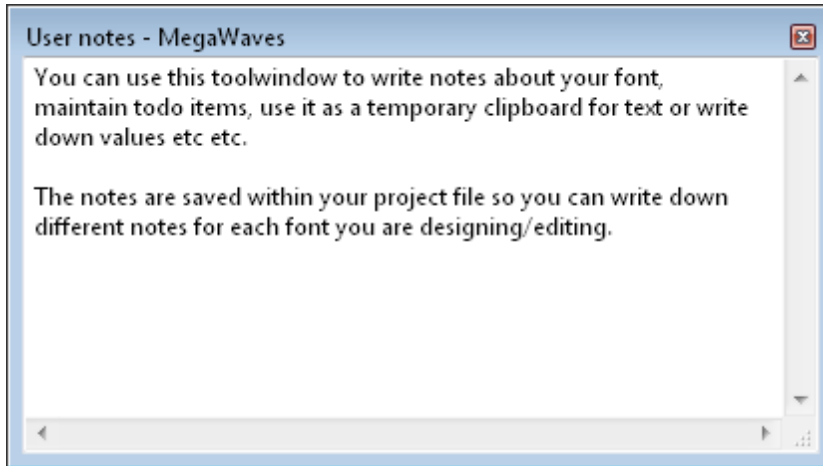 User notes - MegaWaves
You can use this toolwindow to write notes about your font,
maintain todo items, use it as a temporary clipboard for text or write
down values etc etc.
The notes are saved within your project file so you can write down
different notes for each font you are designing/editing.